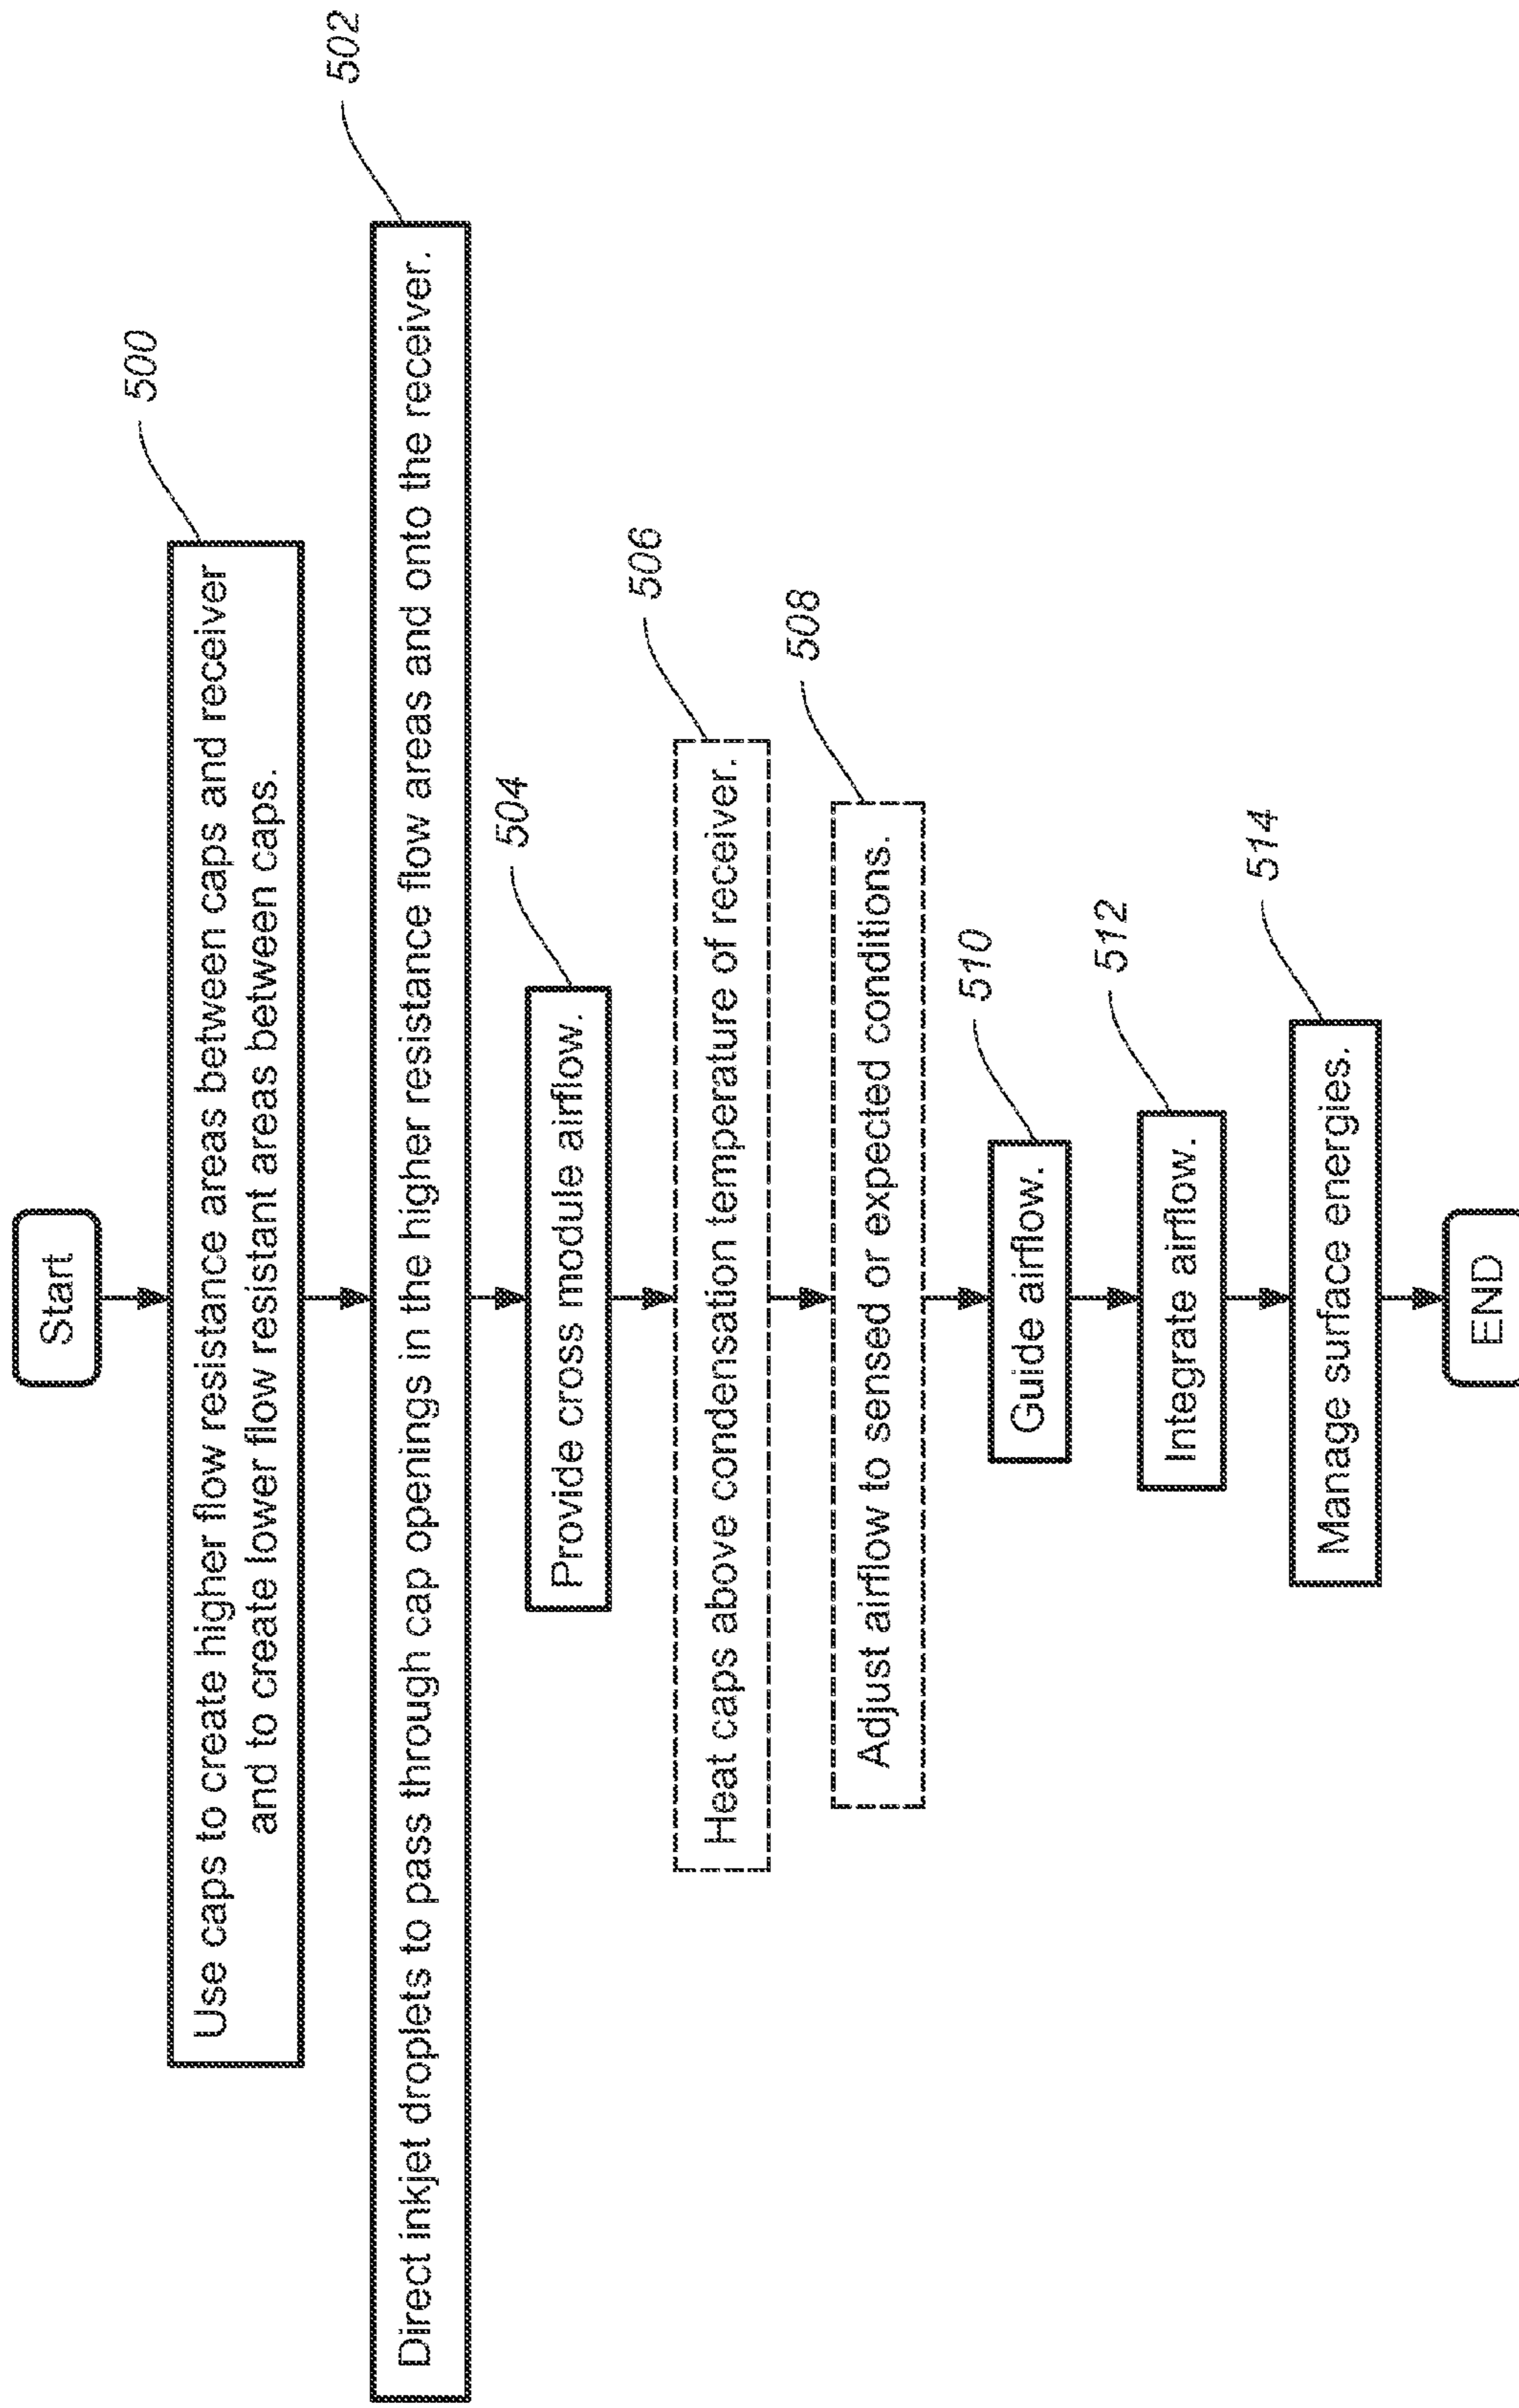 Start
500
Use caps to create higher flow resistance areas between caps and receiver
and to create lower flow resistant areas between caps.
502
Direct inkjet droplets to pass through cap openings in the higher resistance flow areas and onto the receiver.
504
Provide cross module airflow.
506
Heat caps above condensation temperature of receiver.
508
Adjust airflow to sensed or expected conditions.
510
Guide airflow.
512
Integrate airflow.
514
Manage surface energies.
END